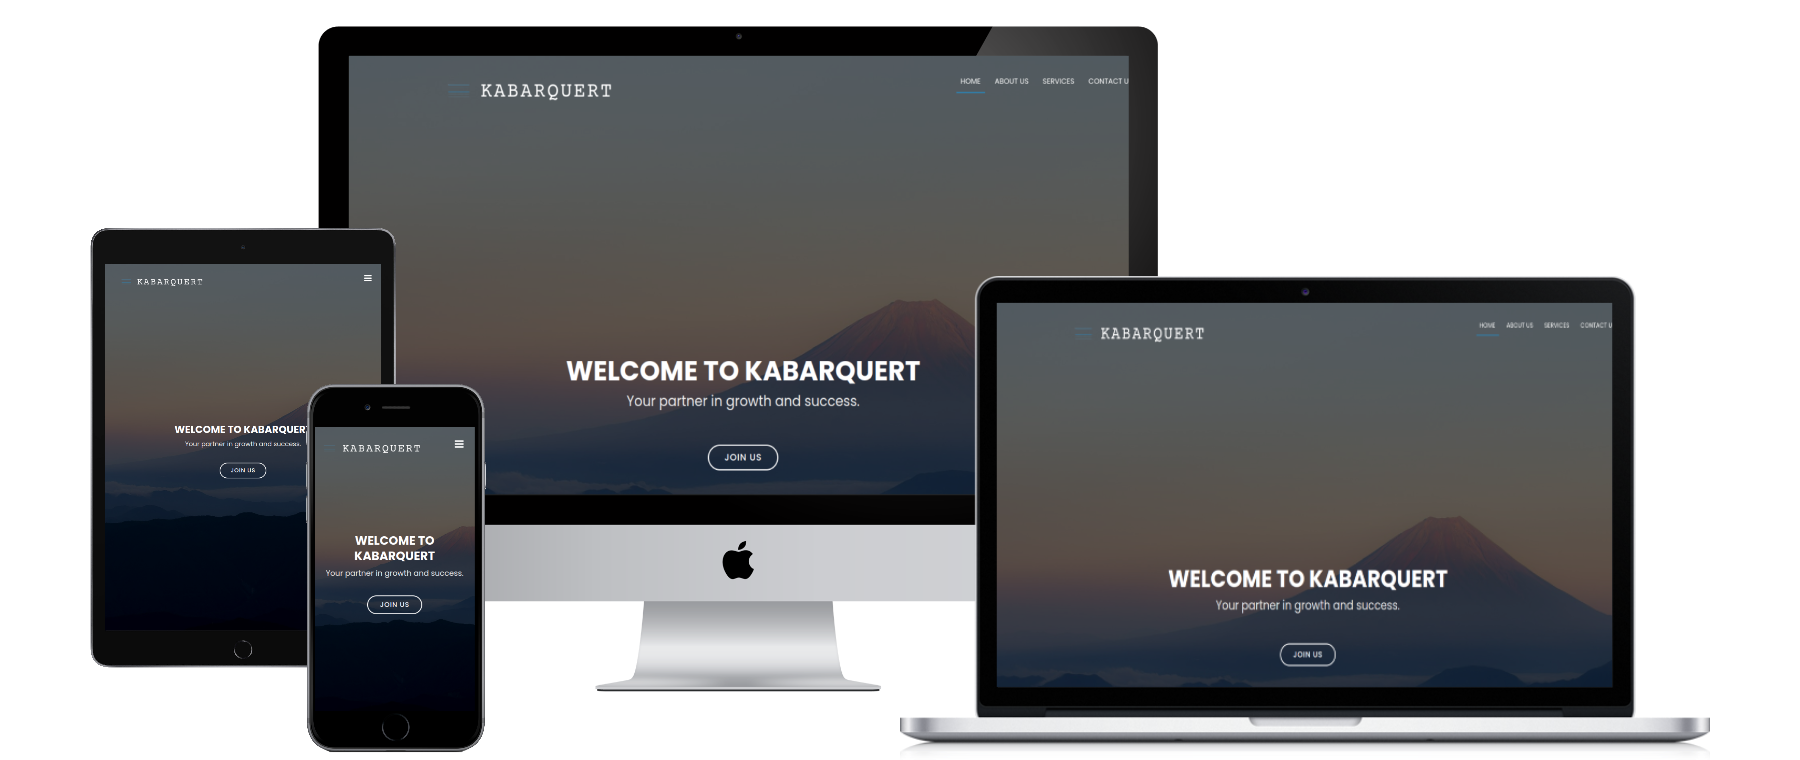 KABARQUERT
HOME ABOUT US SERVICES CONTACT U
WELCOME TO KABARQUERT
Your partner in growth and success.
JOIN US
KABARQUERT
WELCOME TO KABARQUER
Your partner in growth and success.
JOIN US
KABARQUERT
WELCOME TO
KABARQUERT
Your partner in growth and success.
JOIN US
KABARQUERT
HOME ABOUT US SERVICES CONTACT U
WELCOME TO KABARQUERT
Your partner in growth and success.
JOIN US